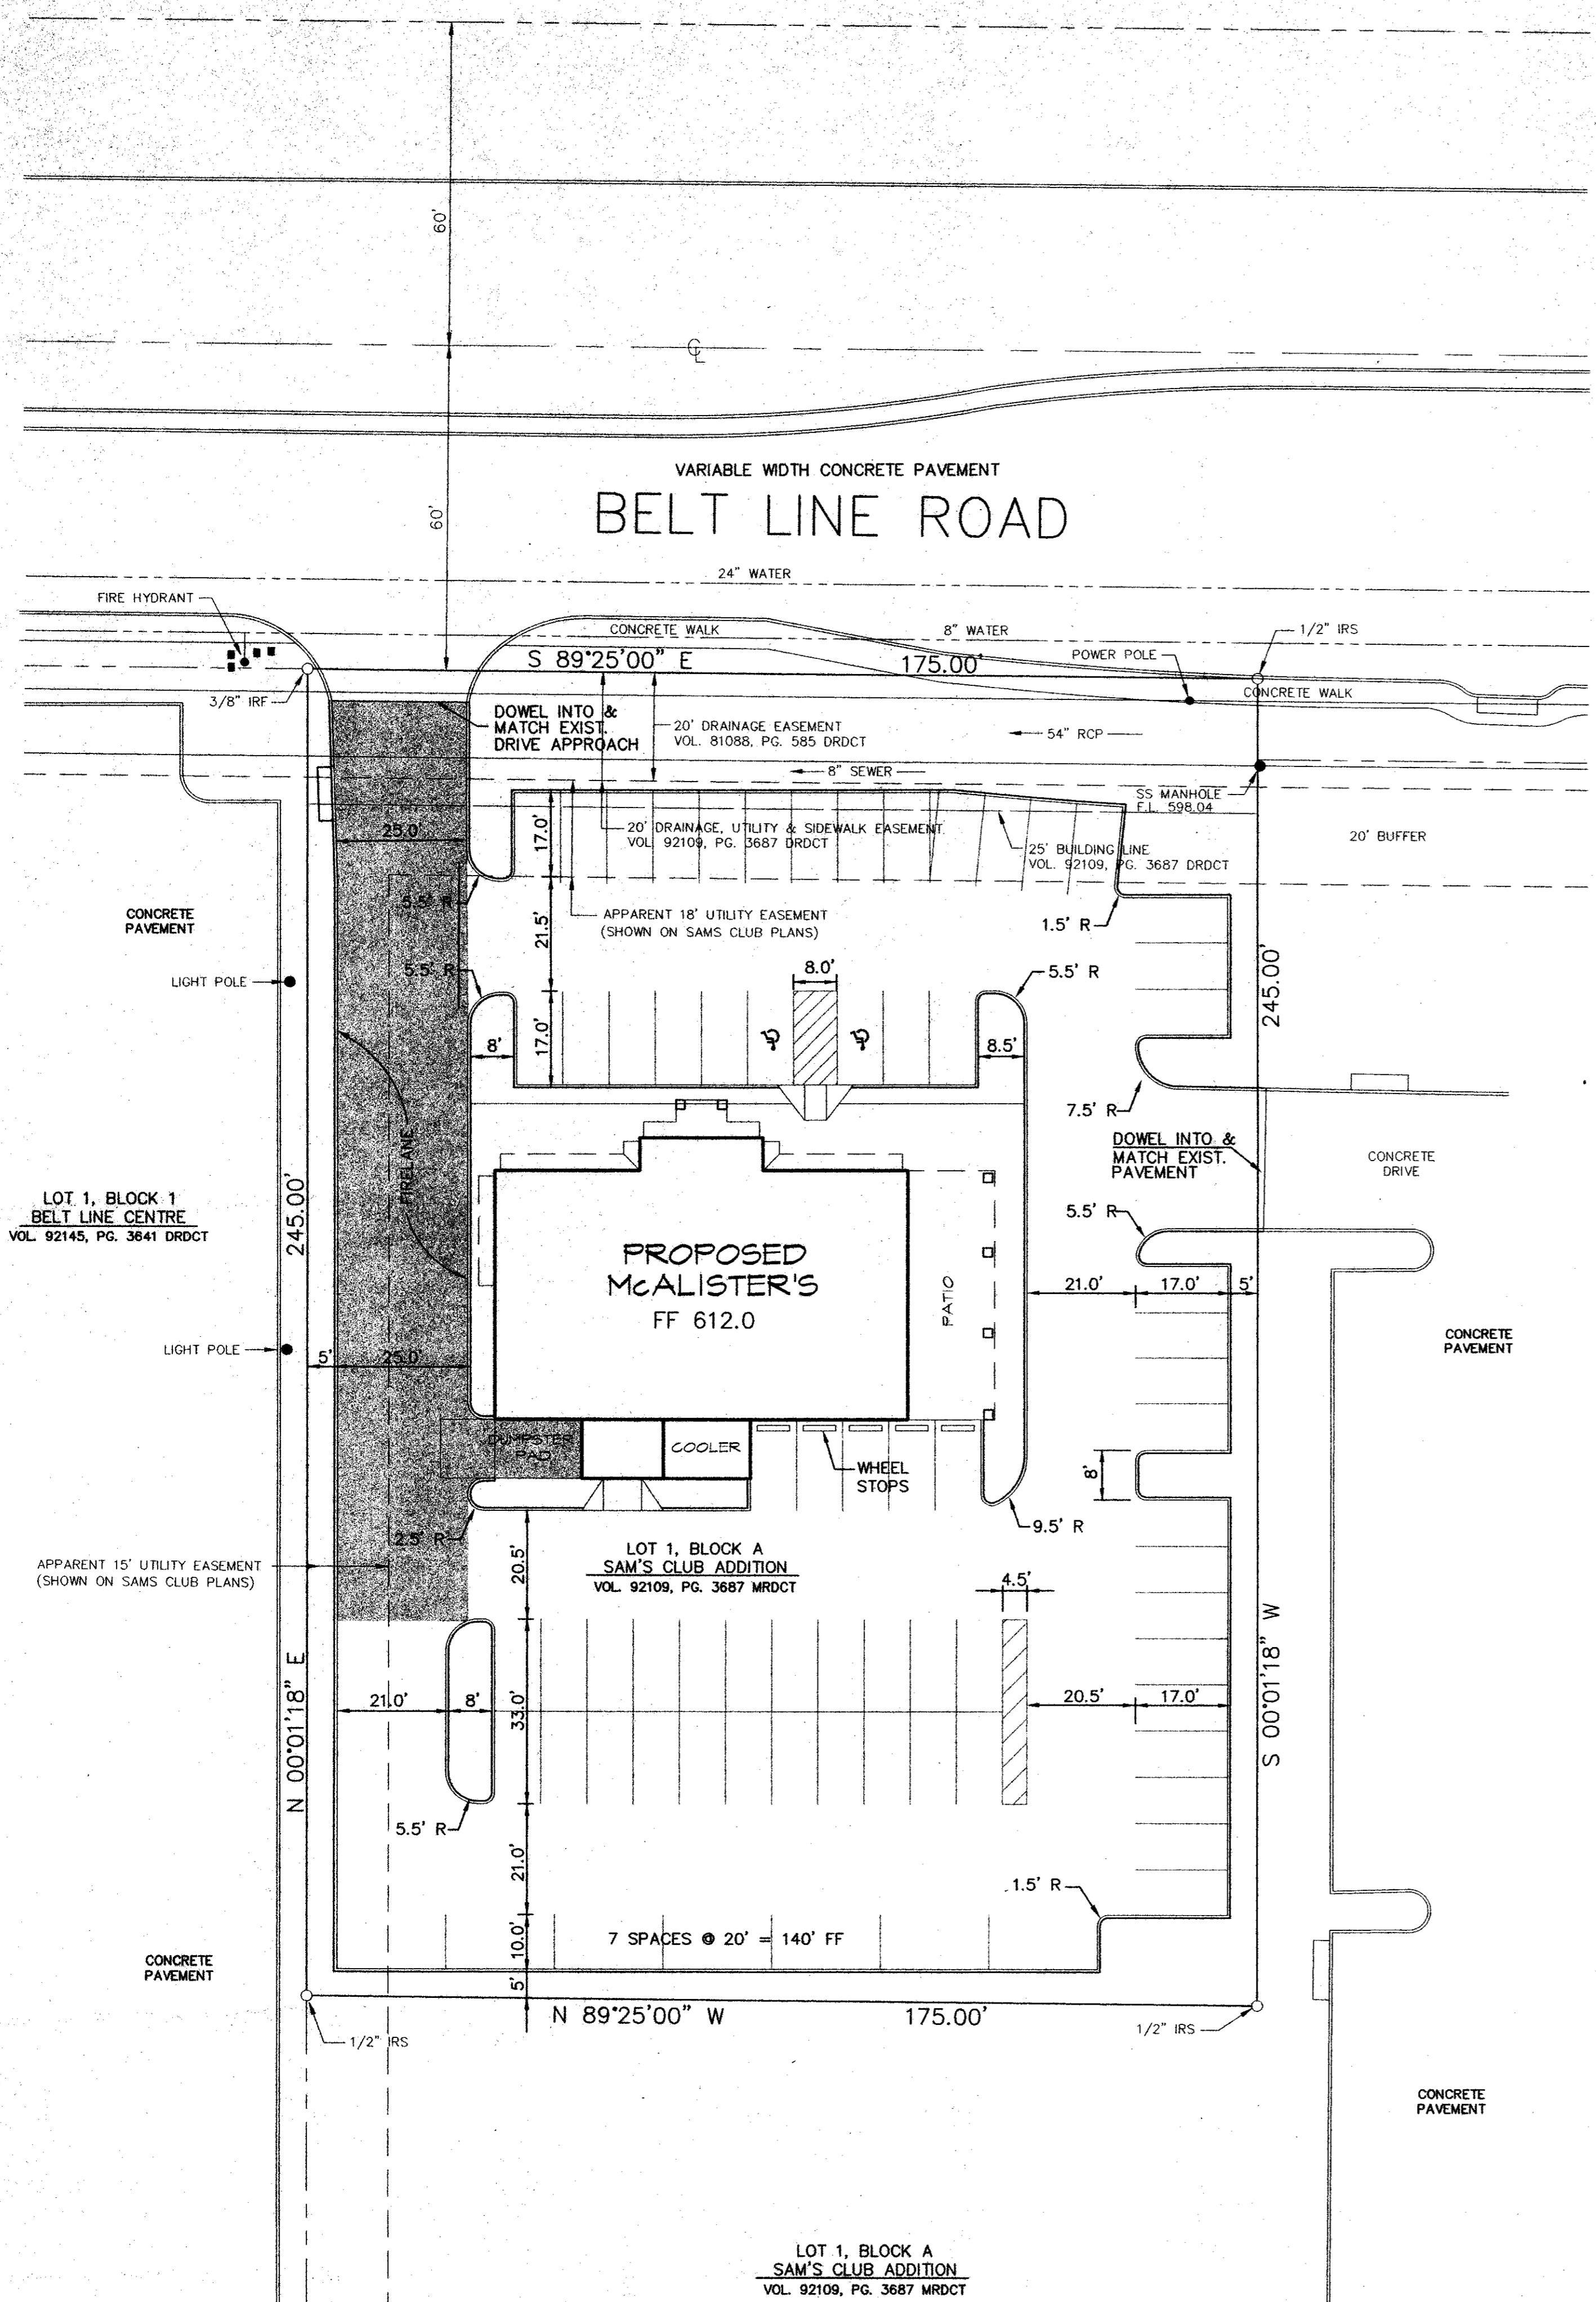 60'
℄
60'
VARIABLE WIDTH CONCRETE PAVEMENT
BELT LINE ROAD
24" WATER
FIRE HYDRANT
CONCRETE WALK
8" WATER
1/2" IRS
S 89°25'00" E
175.00'
POWER POLE
3/8" IRF
CONCRETE WALK
DOWEL INTO &
MATCH EXIST.
DRIVE APPROACH
20' DRAINAGE EASEMENT
VOL. 81088, PG. 585 DRDCT
54" RCP
8" SEWER
SS MANHOLE
F.L. 598.04
25.0'
17.0'
20' DRAINAGE, UTILITY & SIDEWALK EASEMENT
VOL. 92109, PG. 3687 DRDCT
25' BUILDING LINE
VOL. 92109, PG. 3687 DRDCT
20' BUFFER
5.5' R
CONCRETE
PAVEMENT
21.5'
APPARENT 18' UTILITY EASEMENT
(SHOWN ON SAMS CLUB PLANS)
1.5' R
LIGHT POLE
5.5' R
8.0'
5.5' R
245.00'
8'
17.0'
8.5'
7.5' R
FIRELANE
DOWEL INTO &
MATCH EXIST.
PAVEMENT
CONCRETE
DRIVE
LOT 1, BLOCK 1
BELT LINE CENTRE
VOL. 92145, PG. 3641 DRDCT
245.00'
5.5' R
PROPOSED
McALISTER'S
FF 612.0
PATIO
21.0'
17.0'
5'
LIGHT POLE
5'
25.0'
CONCRETE
PAVEMENT
DUMPSTER
PAD
COOLER
WHEEL
STOPS
8'
2.5' R
9.5' R
APPARENT 15' UTILITY EASEMENT
(SHOWN ON SAMS CLUB PLANS)
20.5'
LOT 1, BLOCK A
SAM'S CLUB ADDITION
VOL. 92109, PG. 3687 MRDCT
4.5'
N 00°01'18" E
21.0'
8'
33.0'
20.5'
17.0'
S 00°01'18" W
5.5' R
21.0'
1.5' R
10.0'
7 SPACES @ 20' = 140' FF
CONCRETE
PAVEMENT
5'
N 89°25'00" W
175.00'
1/2" IRS
1/2" IRS
CONCRETE
PAVEMENT
LOT 1, BLOCK A
SAM'S CLUB ADDITION
VOL. 92109, PG. 3687 MRDCT